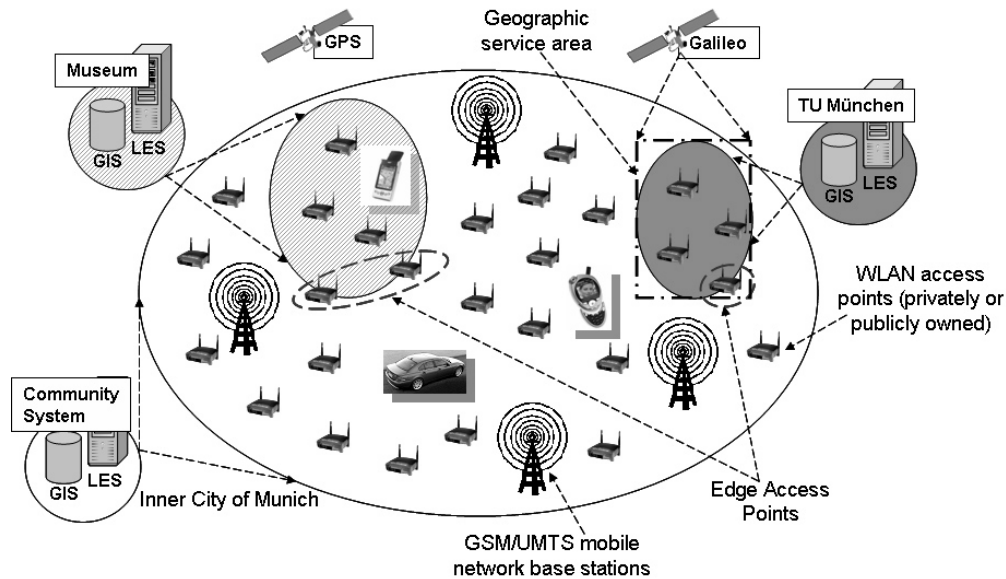 Geographic
service area
GPS
Galileo
Museum
GIS
LES
TU München
GIS
LES
WLAN access
points (privately or
publicly owned)
Community
System
GIS
LES
Inner City of Munich
Edge Access
Points
GSM/UMTS mobile
network base stations